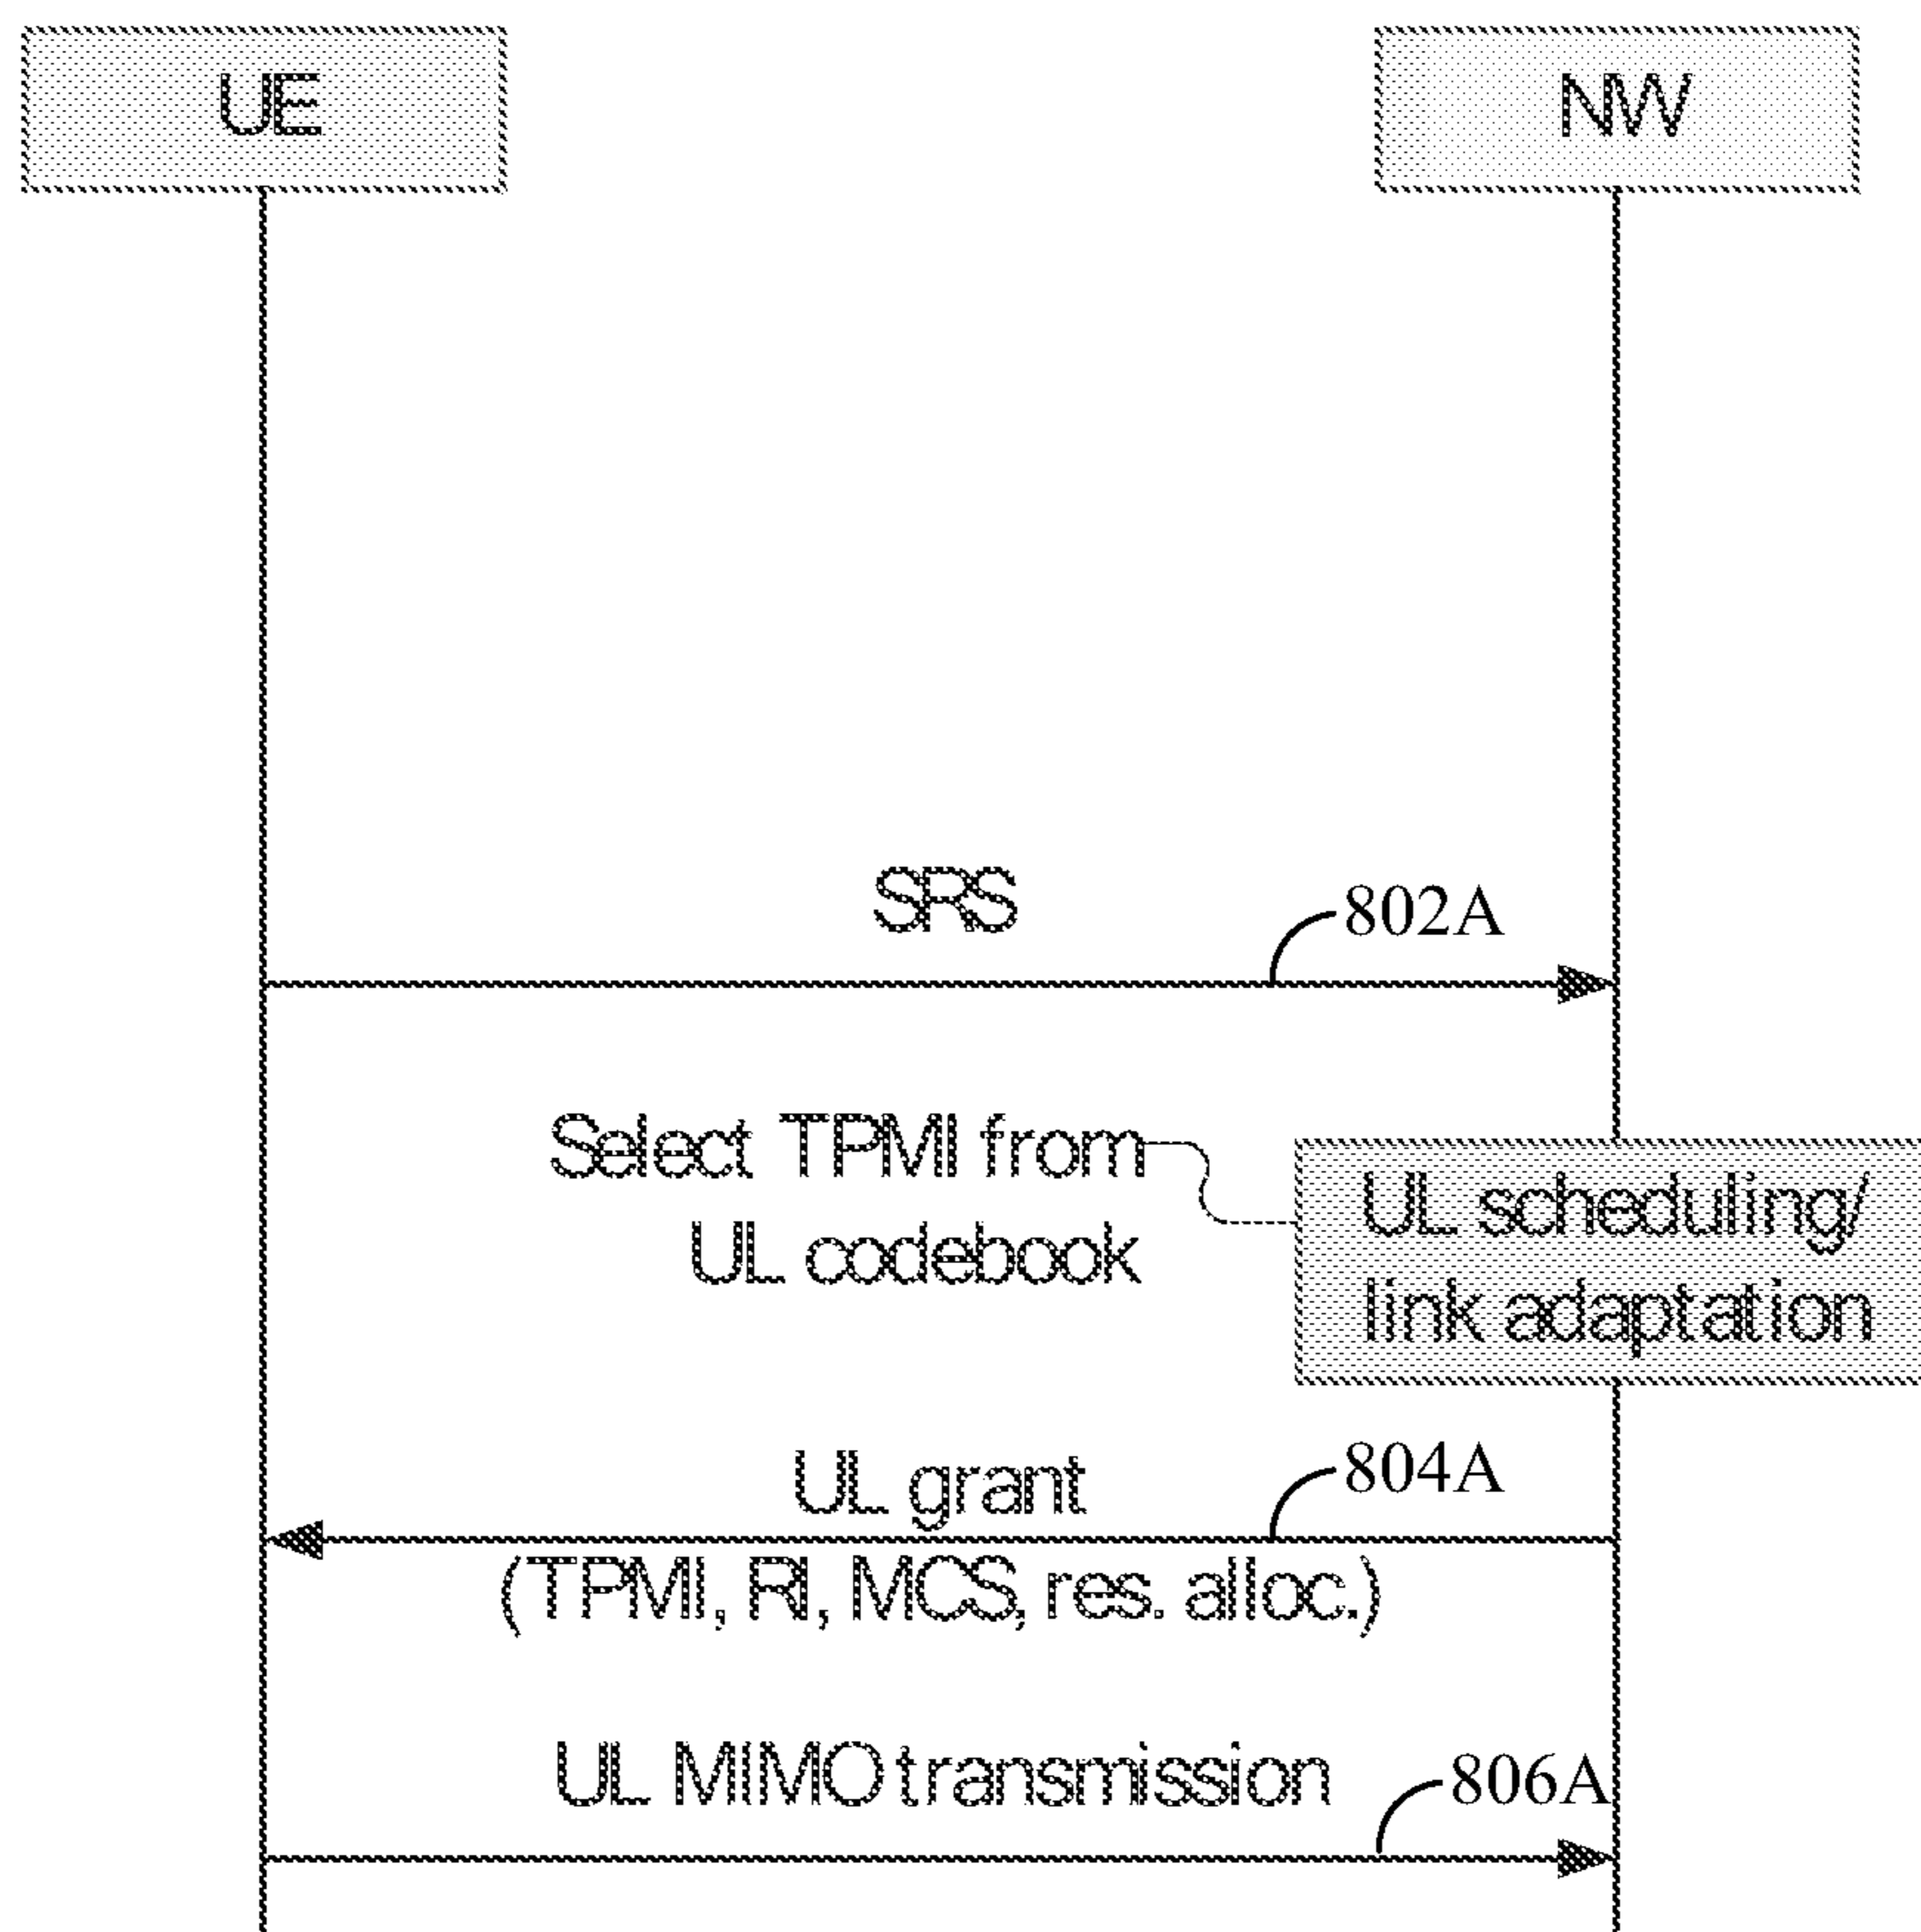 UE
NW
SRS
802A
Select TPMI from
UL codebook
UL scheduling/
link adaptation
UL grant
804A
(TPMI, RI, MCS, res. alloc.)
UL MIMO transmission
806A